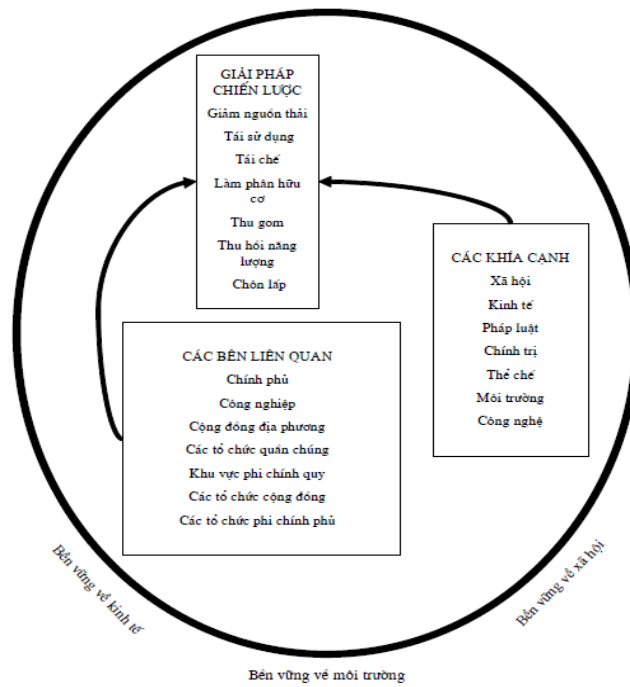 GIẢI PHÁP
CHIẾN LƯỢC
Giảm nguồn thải
Tái sử dụng
Tái chế
Làm phân hữu
cơ
Thu gom
Thu hồi năng
lượng
Chôn lấp
CÁC KHÍA CẠNH
Xã hội
Kinh tế
Pháp luật
Chính trị
Thể chế
Môi trường
Công nghệ
CÁC BÊN LIÊN QUAN
Chính phủ
Công nghiệp
Cộng đồng địa phương
Các tổ chức quần chúng
Khu vực phi chính quy
Các tổ chức cộng đồng
Các tổ chức phi chính phủ
Bền vững về kinh tế
Bền vững về môi trường
Bền vững về xã hội